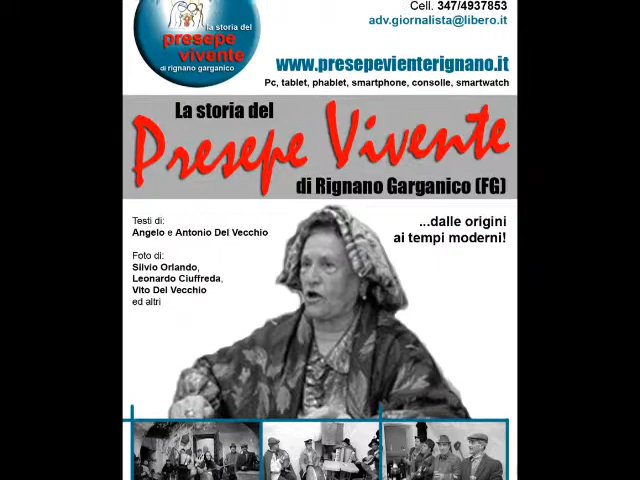 la storia del
presepe
vivente
di rignano garganico
Cell. 347/4937853
adv.giornalista@libero.it
www.presepevienterignano.it
Pc, tablet, phablet, smartphone, consolle, smartwatch
La storia del
Presepe Vivente
di Rignano Garganico (FG)
Testi di:
Angelo e Antonio Del Vecchio
Foto di:
Silvio Orlando,
Leonardo Ciuffreda,
Vito Del Vecchio
ed altri
...dalle origini
ai tempi moderni!